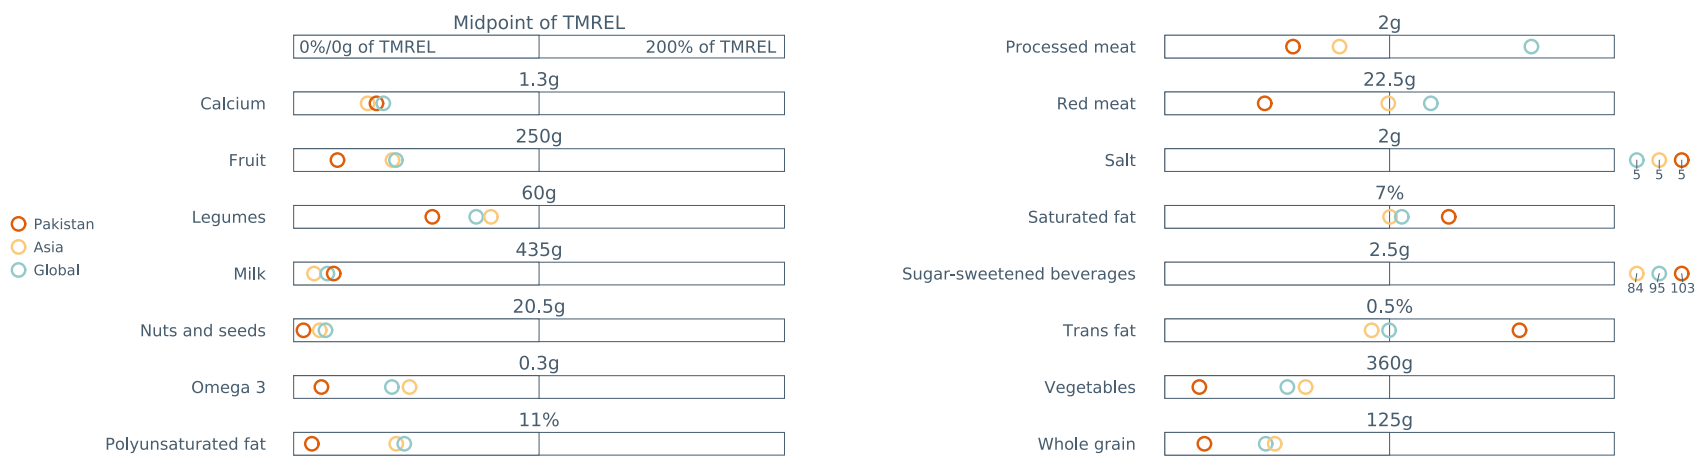 Midpoint of TMREL
0%/0g of TMREL 200% of TMREL
1.3g
Calcium
250g
Fruit
60g
Legumes
435g
Milk
20.5g
Nuts and seeds
0.3g
Omega 3
11%
Polyunsaturated fat
Pakistan
Asia
Global
2g
Processed meat
22.5g
Red meat
2g
Salt
5 5 5
7%
Saturated fat
2.5g
Sugar-sweetened beverages
84 95 103
0.5%
Trans fat
360g
Vegetables
125g
Whole grain